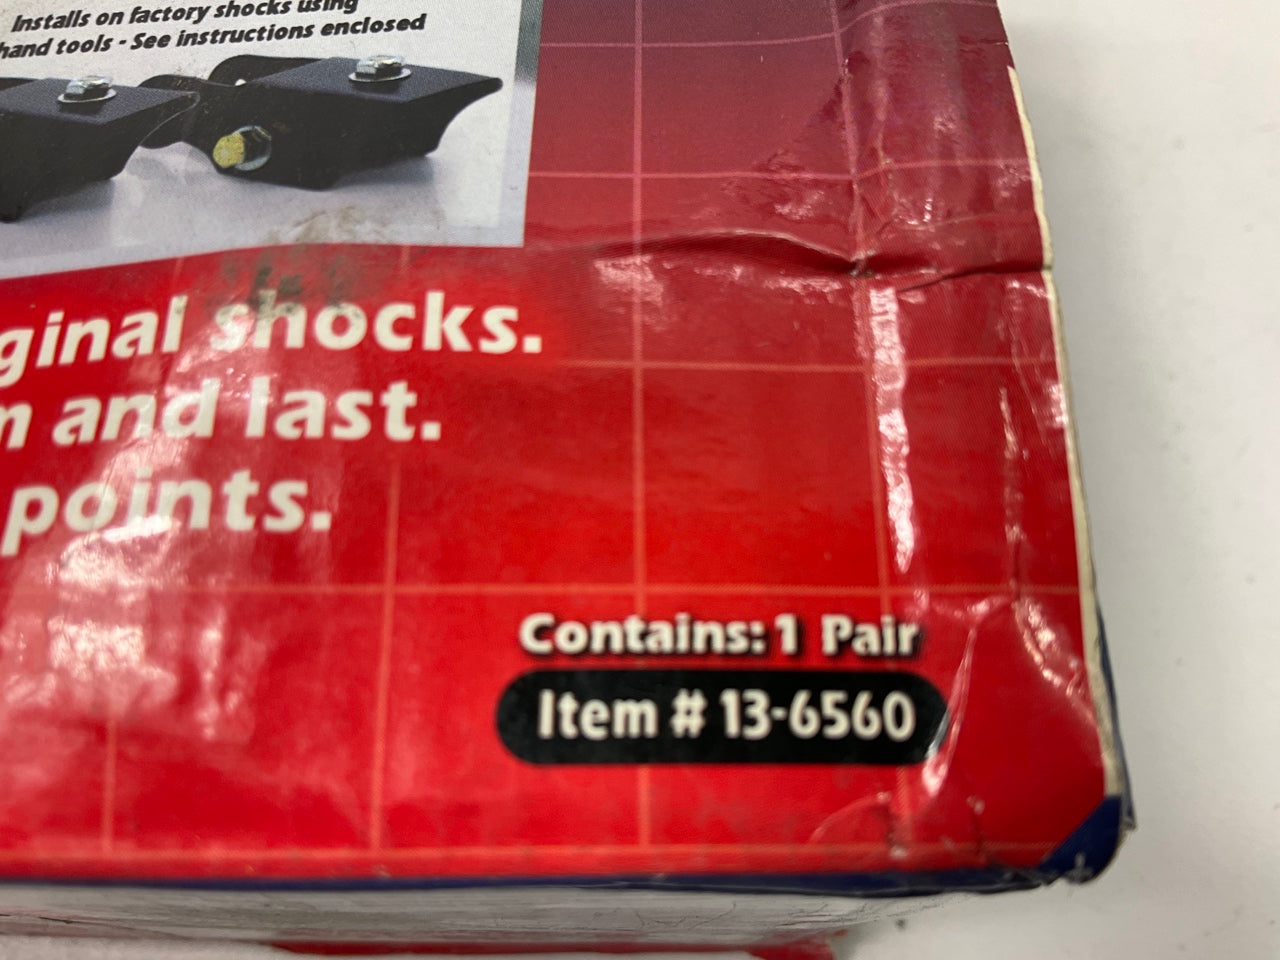 Installs on factory shocks using
hand tools - See instructions enclosed
ginal shocks.
and last.
points.
Contains: 1 Pair
Item # 13-6560